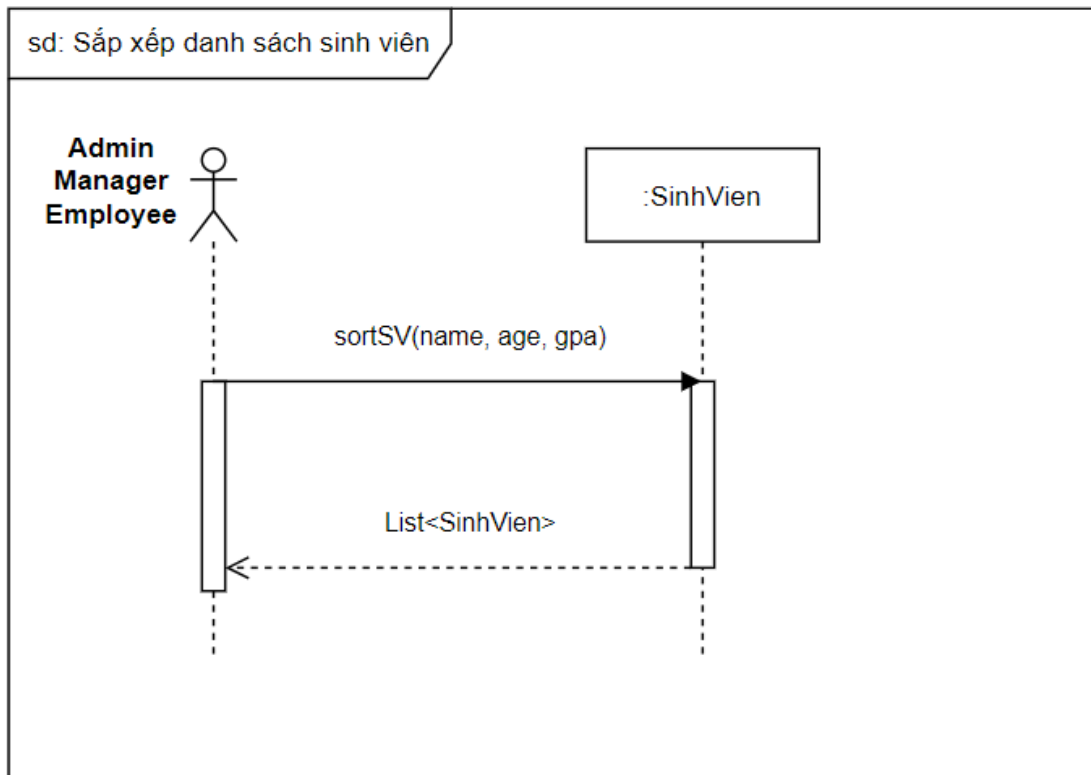 sd: Sắp xếp danh sách sinh viên
Admin
Manager
Employee
:SinhVien
sortSV(name, age, gpa)
List<SinhVien>